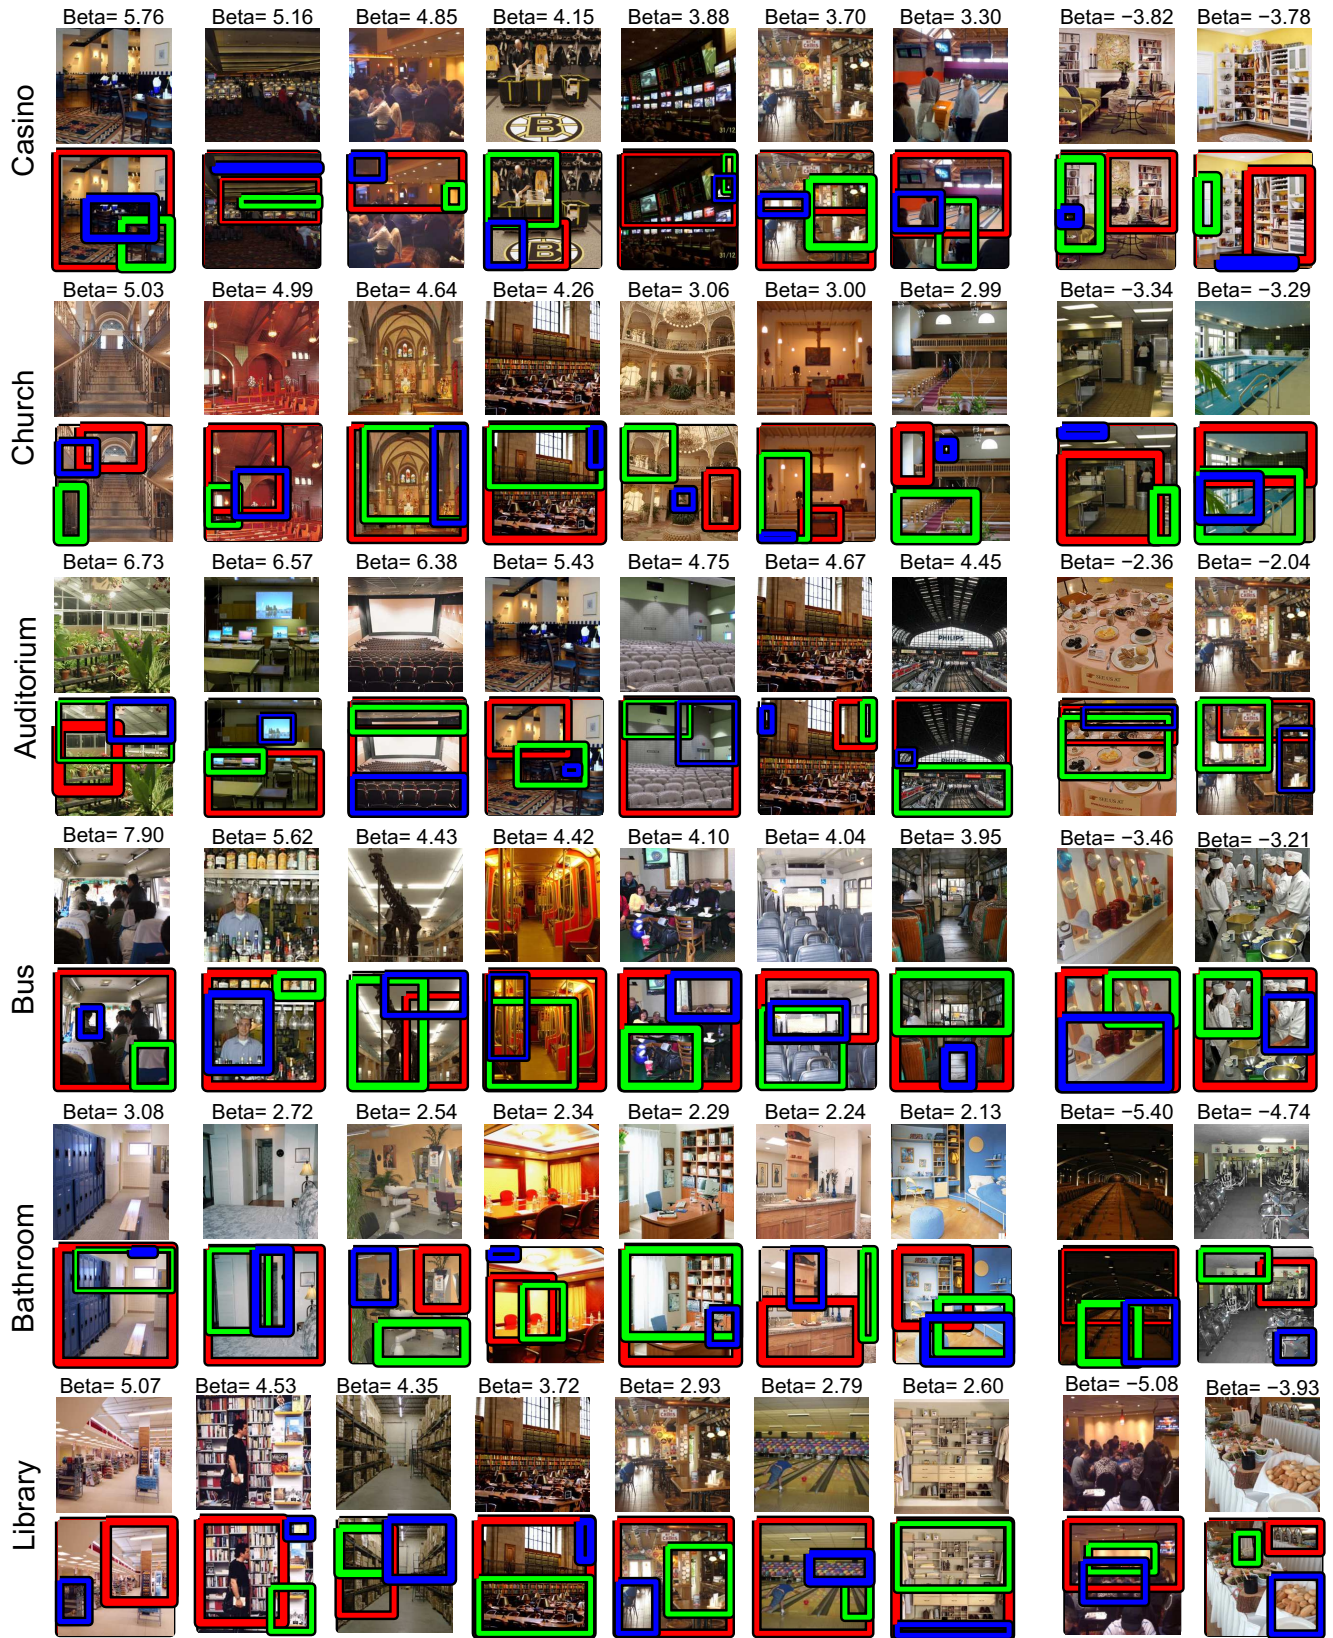 Casino
Beta= 5.76 Beta= 5.16 Beta= 4.85 Beta= 4.15 Beta= 3.88 Beta= 3.70 Beta= 3.30 Beta= −3.82 Beta= −3.78
B
31/12
B
31/12
Church
Beta= 5.03 Beta= 4.99 Beta= 4.64 Beta= 4.26 Beta= 3.06 Beta= 3.00 Beta= 2.99 Beta= −3.34 Beta= −3.29
Auditorium
Beta= 6.73 Beta= 6.57 Beta= 6.38 Beta= 5.43 Beta= 4.75 Beta= 4.67 Beta= 4.45 Beta= −2.36 Beta= −2.04
PHILIPS
PHILIPS
Bus
Beta= 7.90 Beta= 5.62 Beta= 4.43 Beta= 4.42 Beta= 4.10 Beta= 4.04 Beta= 3.95 Beta= −3.46 Beta= −3.21
Bathroom
Beta= 3.08 Beta= 2.72 Beta= 2.54 Beta= 2.34 Beta= 2.29 Beta= 2.24 Beta= 2.13 Beta= −5.40 Beta= −4.74
Library
Beta= 5.07 Beta= 4.53 Beta= 4.35 Beta= 3.72 Beta= 2.93 Beta= 2.79 Beta= 2.60 Beta= −5.08 Beta= −3.93